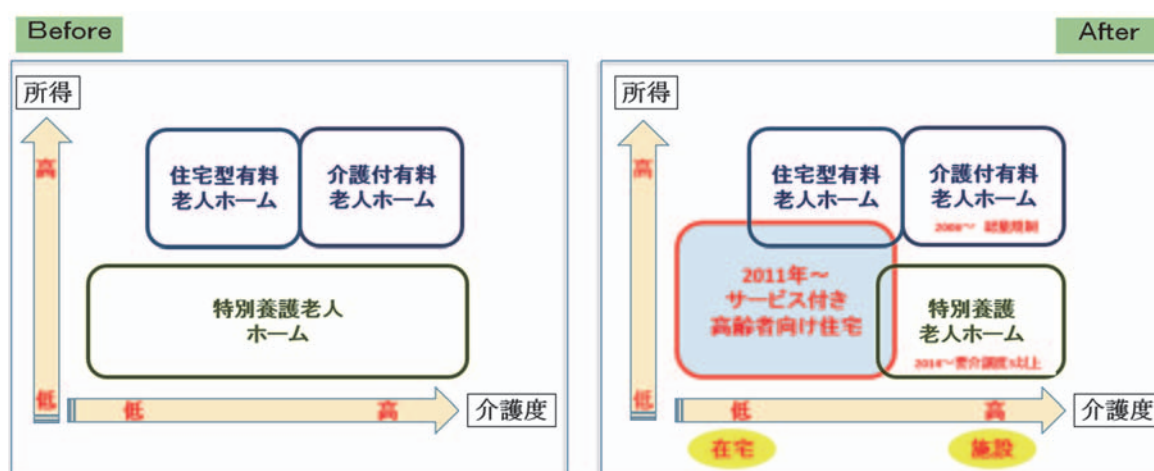 Before
所得
高
住宅型有料
老人ホーム
介護付有料
老人ホーム
特別養護老人
ホーム
低
低
高
介護度
After
所得
高
住宅型有料
老人ホーム
介護付有料
老人ホーム
総量規制
2011年～
サービス付き
高齢者向け住宅
特別養護
老人ホーム
低
低
高
介護度
在宅
施設